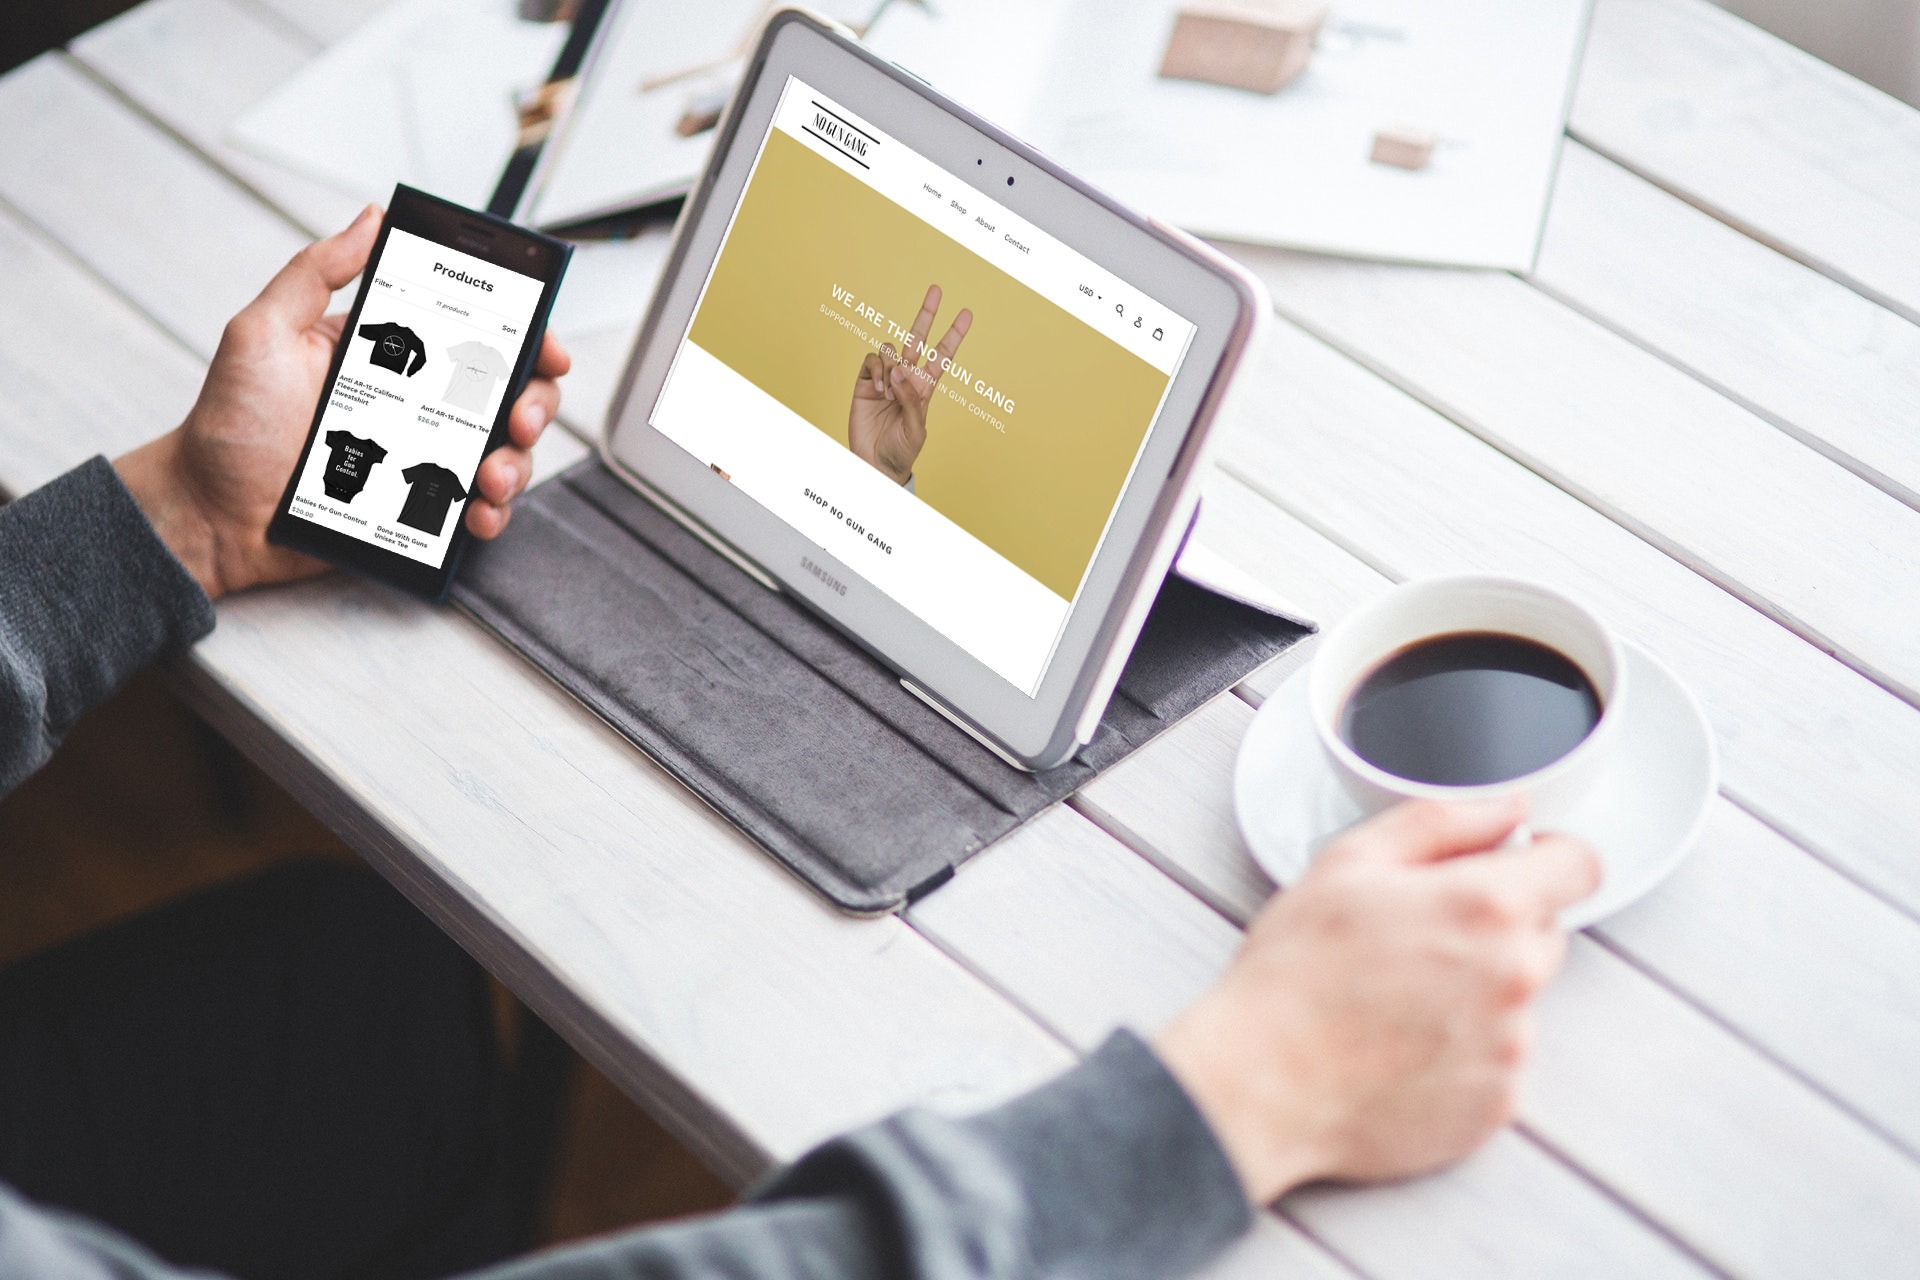 Products
Filter
11 products
Sort
Anti AR-15 California
Fleece Crew
Sweatshirt
$40.00
Anti AR-15 Unisex Tee
$26.00
Babies
for
Gun
Control.
Babies for Gun Control
$20.00
Done With Guns
Unisex Tee
NO GUN GANG
Home Shop About Contact
USD
WE ARE THE NO GUN GANG
SUPPORTING AMERICAS YOUTH IN GUN CONTROL
SHOP NO GUN GANG
SAMSUNG